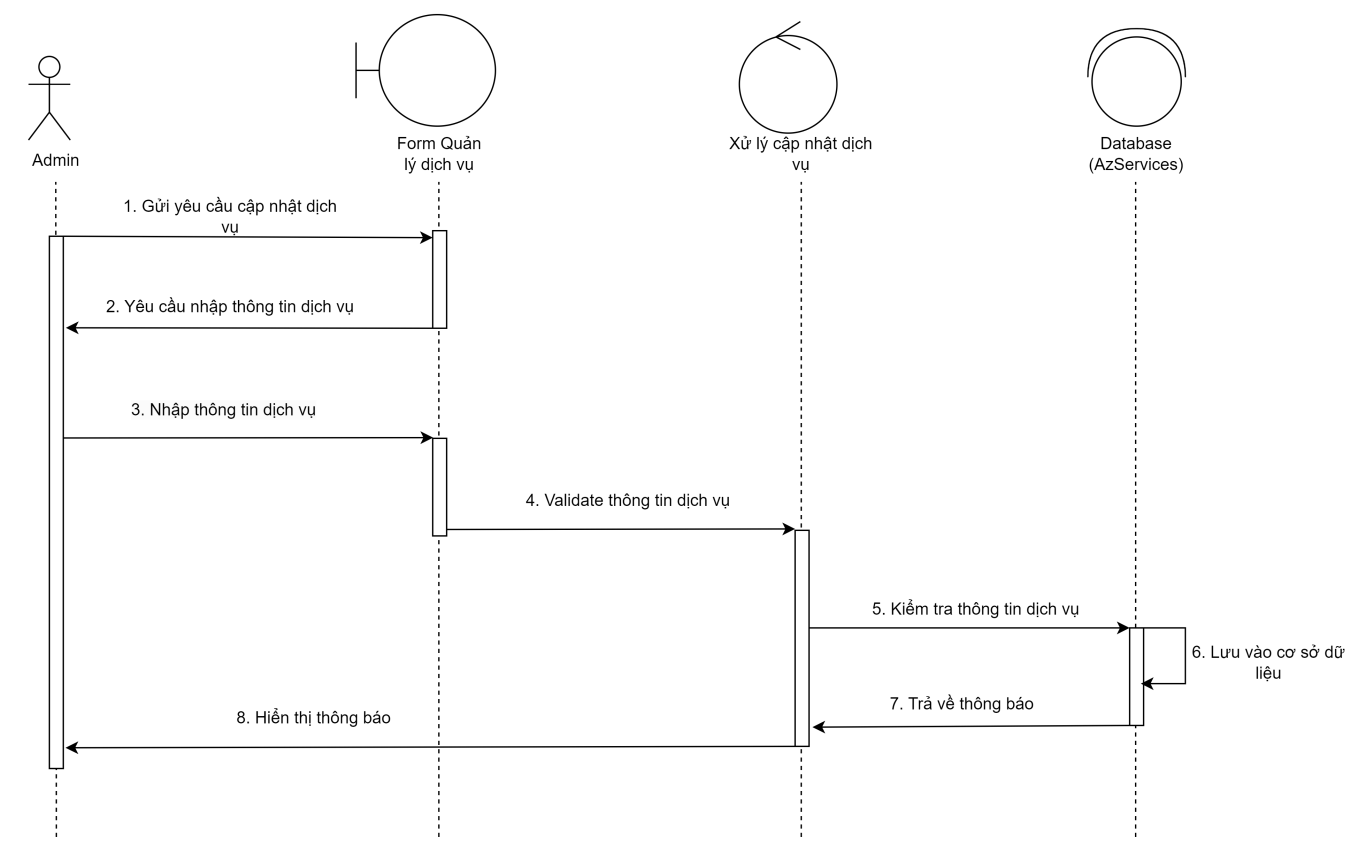 Admin
Form Quản
lý dịch vụ
Xử lý cập nhật dịch
vụ
Database
(AzServices)
1. Gửi yêu cầu cập nhật dịch
vụ
2. Yêu cầu nhập thông tin dịch vụ
3. Nhập thông tin dịch vụ
4. Validate thông tin dịch vụ
5. Kiểm tra thông tin dịch vụ
6. Lưu vào cơ sở dữ
liệu
7. Trả về thông báo
8. Hiển thị thông báo